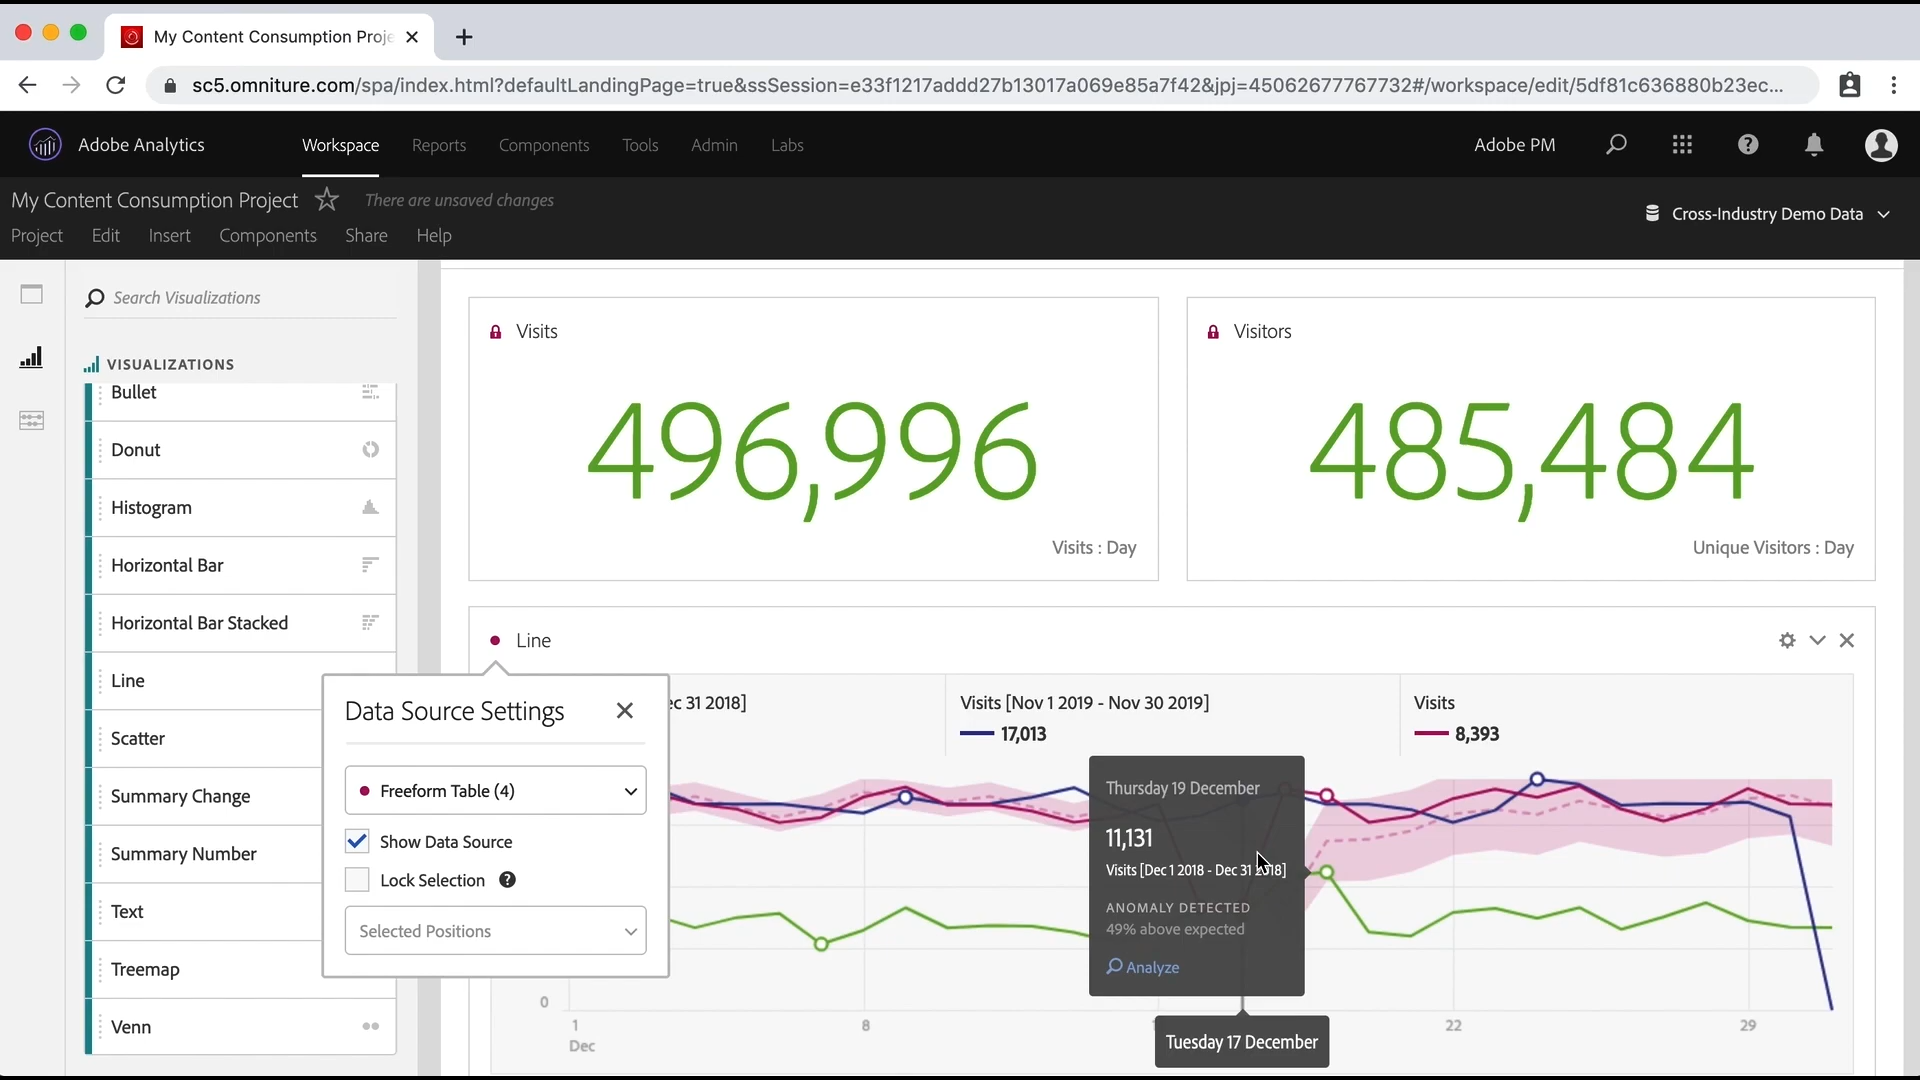 My Content Consumption Proje
sc5.omniture.com/spa/index.html?defaultLandingPage=true&ssSession=e33f1217addd27b13017a069e85a7f42&jpj=45062677767732#/workspace/edit/5df81c636880b23ec...
Adobe Analytics
Workspace
Reports
Components
Tools
Admin
Labs
Adobe PM
My Content Consumption Project
There are unsaved changes
Cross-Industry Demo Data
Project
Edit
Insert
Components
Share
Help
Search Visualizations
VISUALIZATIONS
Bullet
Donut
Histogram
Horizontal Bar
Horizontal Bar Stacked
Line
Scatter
Summary Change
Summary Number
Text
Treemap
Venn
Visits
496,996
Visits : Day
Visitors
485,484
Unique Visitors : Day
Line
Data Source Settings
Freeform Table (4)
Show Data Source
Lock Selection
Selected Positions
ec 31 2018]
Visits [Nov 1 2019 - Nov 30 2019]
17,013
Visits
8,393
Thursday 19 December
11,131
Visits [Dec 1 2018 - Dec 31 2018]
ANOMALY DETECTED
49% above expected
Analyze
0
1
8
22
29
Dec
Tuesday 17 December